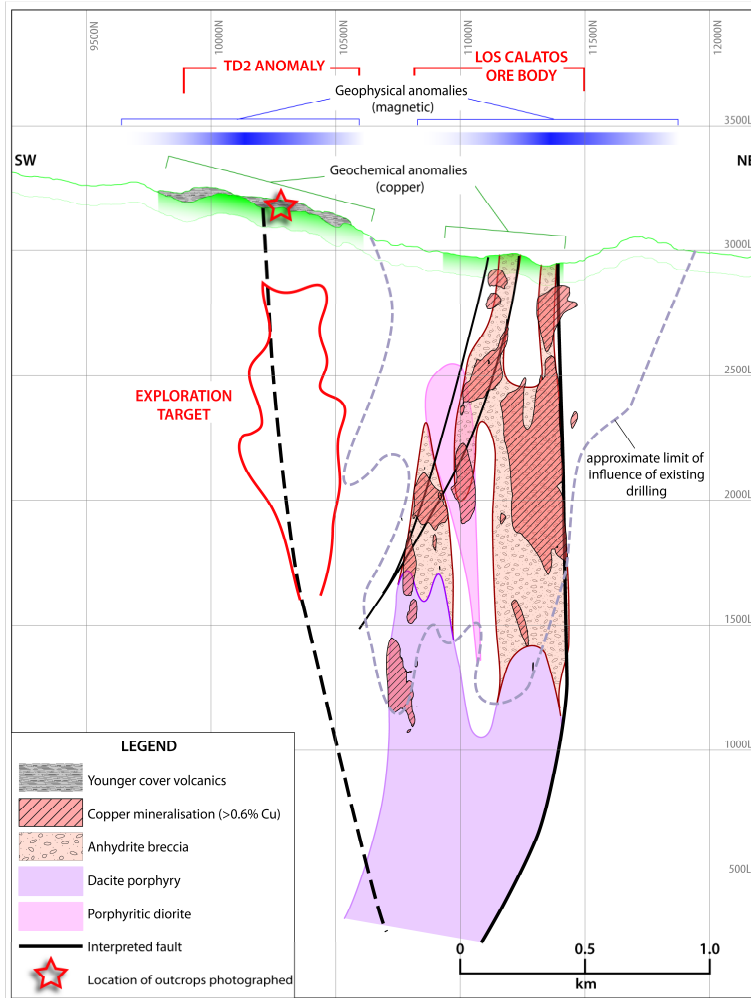 9500N
10000N
10500N
11000N
11500N
12000N
TD2 ANOMALY
LOS CALATOS
ORE BODY
Geophysical anomalies
(magnetic)
3500L
SW
NE
Geochemical anomalies
(copper)
3000L
2500L
EXPLORATION
TARGET
approximate limit of
influence of existing
drilling
2000L
1500L
1000L
500L
LEGEND
Younger cover volcanics
Copper mineralisation (>0.6% Cu)
Anhydrite breccia
Dacite porphyry
Porphyritic diorite
Interpreted fault
Location of outcrops photographed
0
0.5
1.0
km